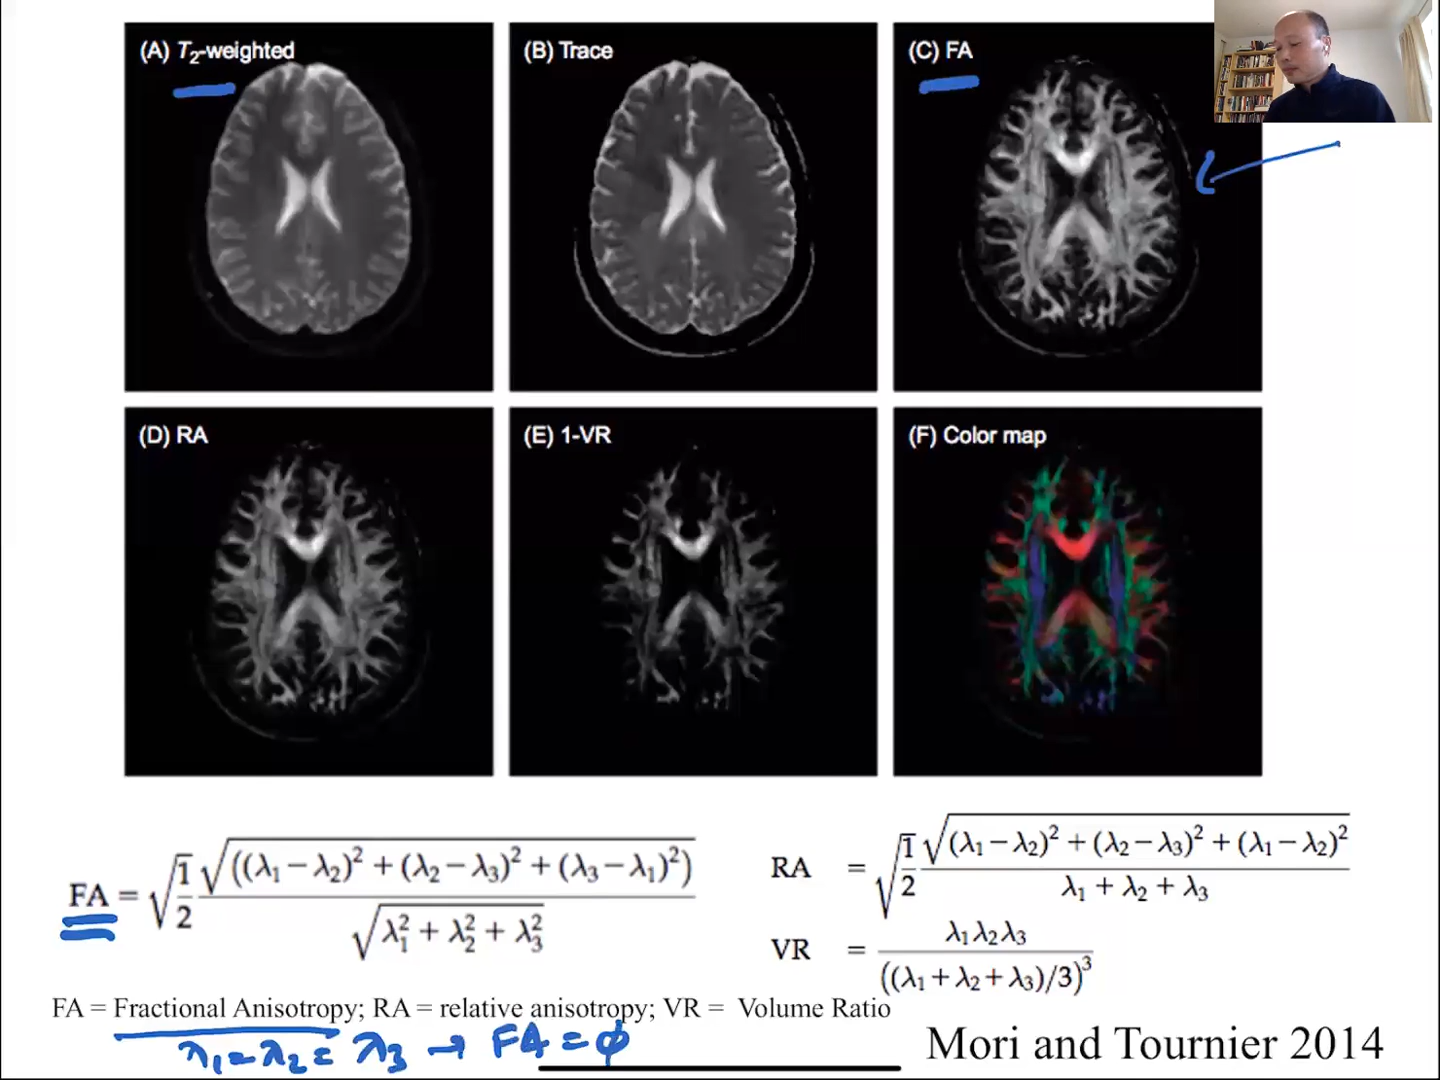 (A) T₂-weighted
(B) Trace
(C) FA
(D) RA
(E) 1-VR
(F) Color map
FA = √(1/2) √(((λ₁ − λ₂)² + (λ₂ − λ₃)² + (λ₃ − λ₁)²)) / √(λ₁² + λ₂² + λ₃²)
RA = √(1/2) √((λ₁ − λ₂)² + (λ₂ − λ₃)² + (λ₁ − λ₂)²) / (λ₁ + λ₂ + λ₃)
VR = λ₁λ₂λ₃ / ((λ₁ + λ₂ + λ₃)/3)³
FA = Fractional Anisotropy; RA = relative anisotropy; VR = Volume Ratio
λ₁ = λ₂ = λ₃ → FA = ϕ
Mori and Tournier 2014